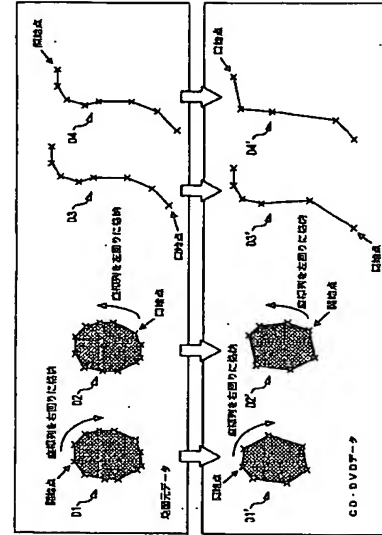 開始点
座標列を右回りに格納
D1
座標列を左回りに格納
D2
開始点
D3
開始点
D4
開始点
地図元データ
開始点
座標列を右回りに格納
D1'
座標列を左回りに格納
D2'
開始点
D3'
開始点
D4'
開始点
CD・DVDデータ